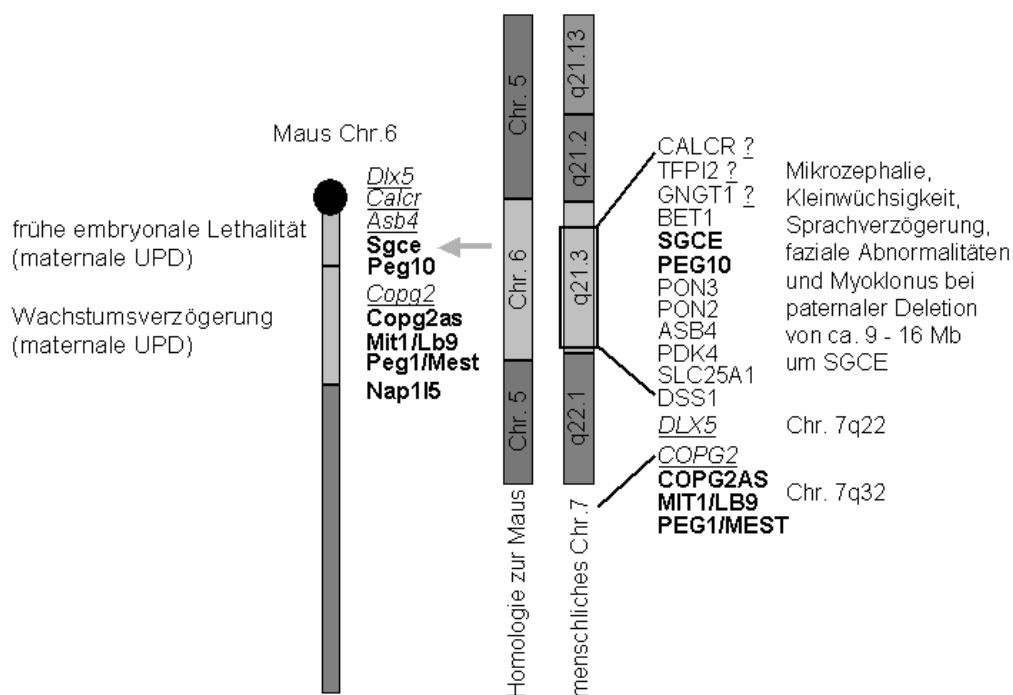 Maus Chr.6
frühe embryonale Lethalität
(maternale UPD)
Wachstumsverzögerung
(maternale UPD)
Dlx5
Calcr
Asb4
Sgce
Peg10
Copg2
Copg2as
Mit1/Lb9
Peg1/Mest
Nap1l5
Chr. 5
Chr. 6
Chr. 5
Homologie zur Maus
q21.13
q21.2
q21.3
q22.1
menschliches Chr.7
CALCR ?
TFPI2 ?
GNGT1 ?
BET1
SGCE
PEG10
PON3
PON2
ASB4
PDK4
SLC25A1
DSS1
DLX5
COPG2
COPG2AS
MIT1/LB9
PEG1/MEST
Mikrozephalie,
Kleinwüchsigkeit,
Sprachverzögerung,
faziale Abnormalitäten
und Myoklonus bei
paternaler Deletion
von ca. 9 - 16 Mb
um SGCE
Chr. 7q22
Chr. 7q32